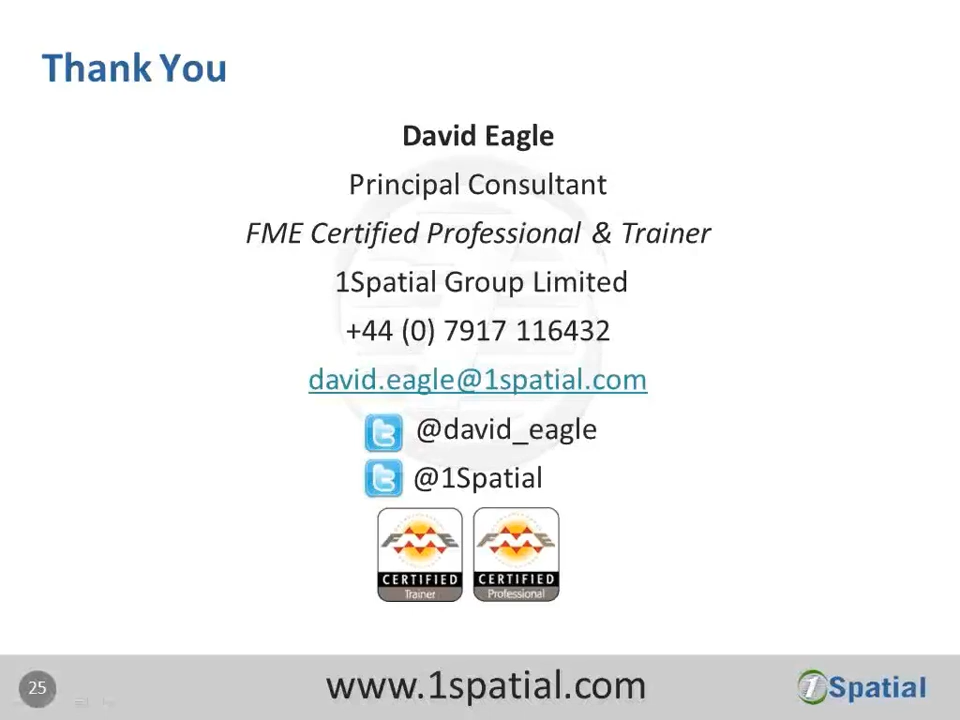 Thank You
David Eagle
Principal Consultant
FME Certified Professional & Trainer
1Spatial Group Limited
+44 (0) 7917 116432
david.eagle@1spatial.com
@david_eagle
@1Spatial
FME FME
CERTIFIED CERTIFIED
Trainer Professional
25 www.1spatial.com 1Spatial